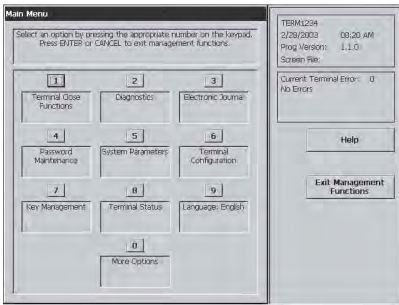 Main Menu
Select an option by pressing the appropriate number on the keypad.
Press ENTER or CANCEL to exit management functions.
1
2
3
Terminal Close
Functions
Diagnostics
Electronic Journal
4
5
6
Password
Maintenance
System Parameters
Terminal
Configuration
7
8
9
Key Management
Terminal Status
Language: English
0
More Options
TERM1234
2/28/2003 08:20 AM
Prog Version: 1.1.0
Screen File:
Current Terminal Error: 0
No Errors
Help
Exit Management
Functions